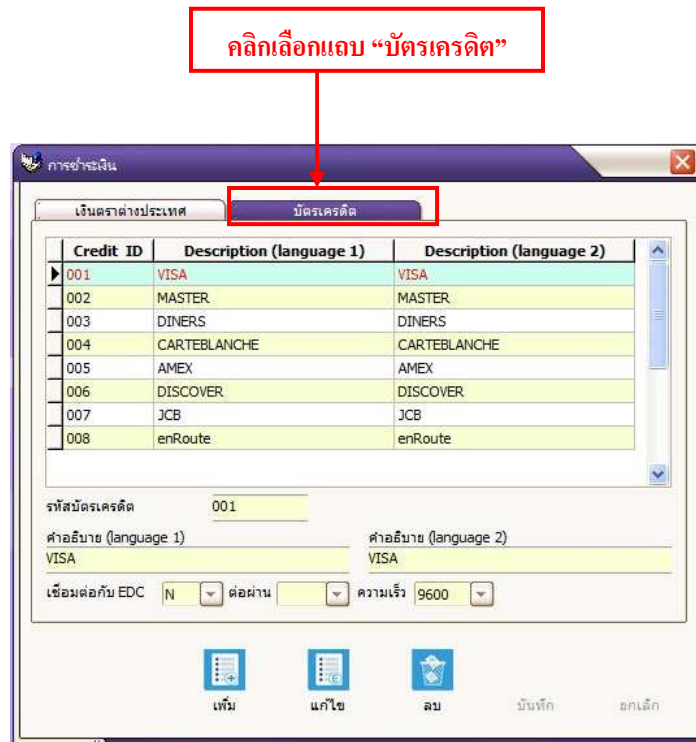 คลิกเลือกแถบ “บัตรเครดิต”
การชำระเงิน
เงินตราต่างประเทศ บัตรเครดิต
Credit ID Description (language 1) Description (language 2)
001 VISA VISA
002 MASTER MASTER
003 DINERS DINERS
004 CARTEBLANCHE CARTEBLANCHE
005 AMEX AMEX
006 DISCOVER DISCOVER
007 JCB JCB
008 enRoute enRoute
รหัสบัตรเครดิต 001
คำอธิบาย (language 1) คำอธิบาย (language 2)
VISA VISA
เชื่อมต่อกับ EDC N ต่อผ่าน ความเร็ว 9600
เพิ่ม แก้ไข ลบ บันทึก ยกเลิก